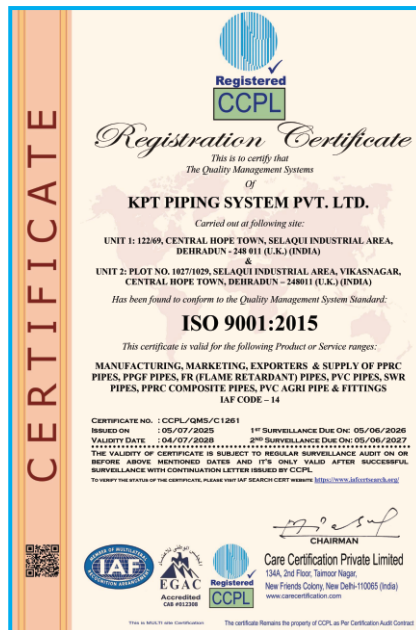 CERTIFICATE
Registered
CCPL
Registration Certificate
This is to certify that
The Quality Management Systems
Of
KPT PIPING SYSTEM PVT. LTD.
Carried out at following site:
UNIT 1: 122/69, CENTRAL HOPE TOWN, SELAQUI INDUSTRIAL AREA,
DEHRADUN - 248 011 (U.K.) (INDIA)
&
UNIT 2: PLOT NO. 1027/1029, SELAQUI INDUSTRIAL AREA, VIKASNAGAR,
CENTRAL HOPE TOWN, DEHRADUN – 248011 (U.K.) (INDIA)
Has been found to conform to the Quality Management System Standard:
ISO 9001:2015
This certificate is valid for the following Product or Service ranges:
MANUFACTURING, MARKETING, EXPORTERS & SUPPLY OF PPRC
PIPES, PPGF PIPES, FR (FLAME RETARDANT) PIPES, PVC PIPES, SWR
PIPES, PPRC COMPOSITE PIPES, PVC AGRI PIPE & FITTINGS
IAF CODE – 14
CERTIFICATE NO. : CCPL/QMS/C1261
ISSUED ON : 05/07/2025 1ST SURVEILLANCE DUE ON: 05/06/2026
VALIDITY DATE : 04/07/2028 2ND SURVEILLANCE DUE ON: 05/06/2027
THE VALIDITY OF CERTIFICATE IS SUBJECT TO REGULAR SURVEILLANCE AUDIT ON OR
BEFORE ABOVE MENTIONED DATES AND IT'S ONLY VALID AFTER SUCCESSFUL
SURVEILLANCE WITH CONTINUATION LETTER ISSUED BY CCPL
TO VERIFY THE STATUS OF THE CERTIFICATE, PLEASE VISIT IAF SEARCH CERT WEBSITE https://www.iafcertsearch.org/
CHAIRMAN
MEMBER OF MULTILATERAL
IAF
RECOGNITION ARRANGEMENT
EGAC
Accredited
CAB #012308
Registered
CCPL
Care Certification Private Limited
134A, 2nd Floor, Taimoor Nagar,
New Friends Colony, New Delhi-110065 (India)
www.carecertification.com
This is MULTI site Certification
The certificate Remains the property of CCPL as Per Certification Audit Contract